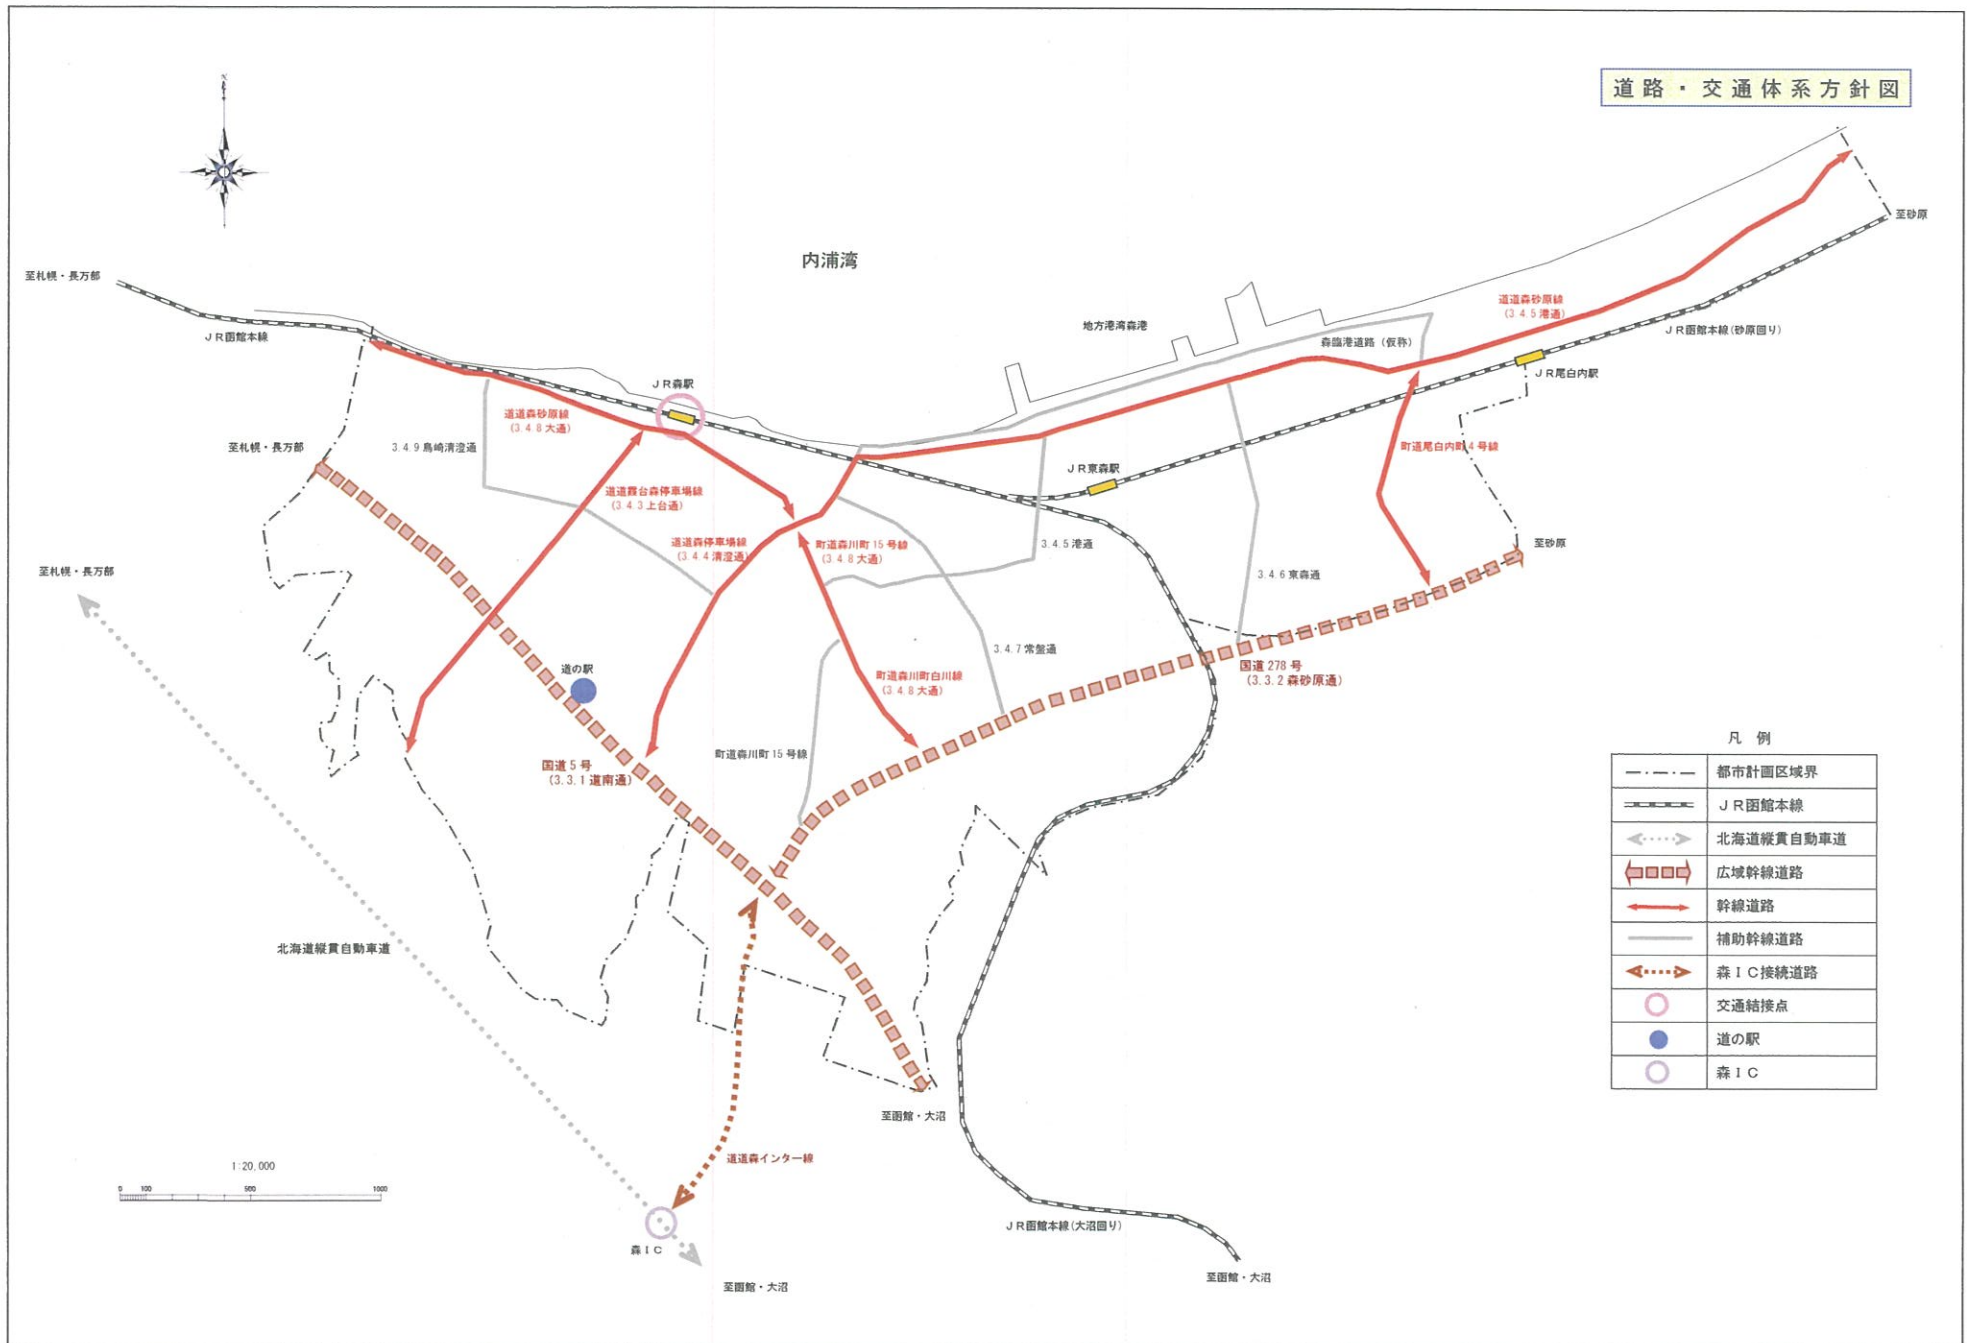 道路・交通体系方針図
N
至砂原
内浦湾
至札幌・長万部
道道森砂原線
(3.4.5 港通)
地方港湾森港
JR函館本線
JR函館本線(砂原回り)
森臨港道路（仮称）
JR尾白内駅
JR森駅
道道森砂原線
(3.4.8 大通)
3.4.9 鳥崎清澄通
至札幌・長万部
町道尾白内町4号線
JR東森駅
道道霞台森停車場線
(3.4.3 上台通)
道道森停車場線
(3.4.4 清澄通)
町道森川町15号線
(3.4.8 大通)
3.4.5 港通
至砂原
至札幌・長万部
3.4.6 東森通
3.4.7 常盤通
道の駅
国道278号
(3.3.2 森砂原通)
町道森川町白川線
(3.4.8 大通)
町道森川町15号線
国道5号
(3.3.1 道南通)
凡例
都市計画区域界
JR函館本線
北海道縦貫自動車道
広域幹線道路
幹線道路
補助幹線道路
森IC接続道路
交通結接点
道の駅
森IC
北海道縦貫自動車道
至函館・大沼
道道森インター線
1:20,000
0 100 500 1000
JR函館本線(大沼回り)
森IC
至函館・大沼
至函館・大沼